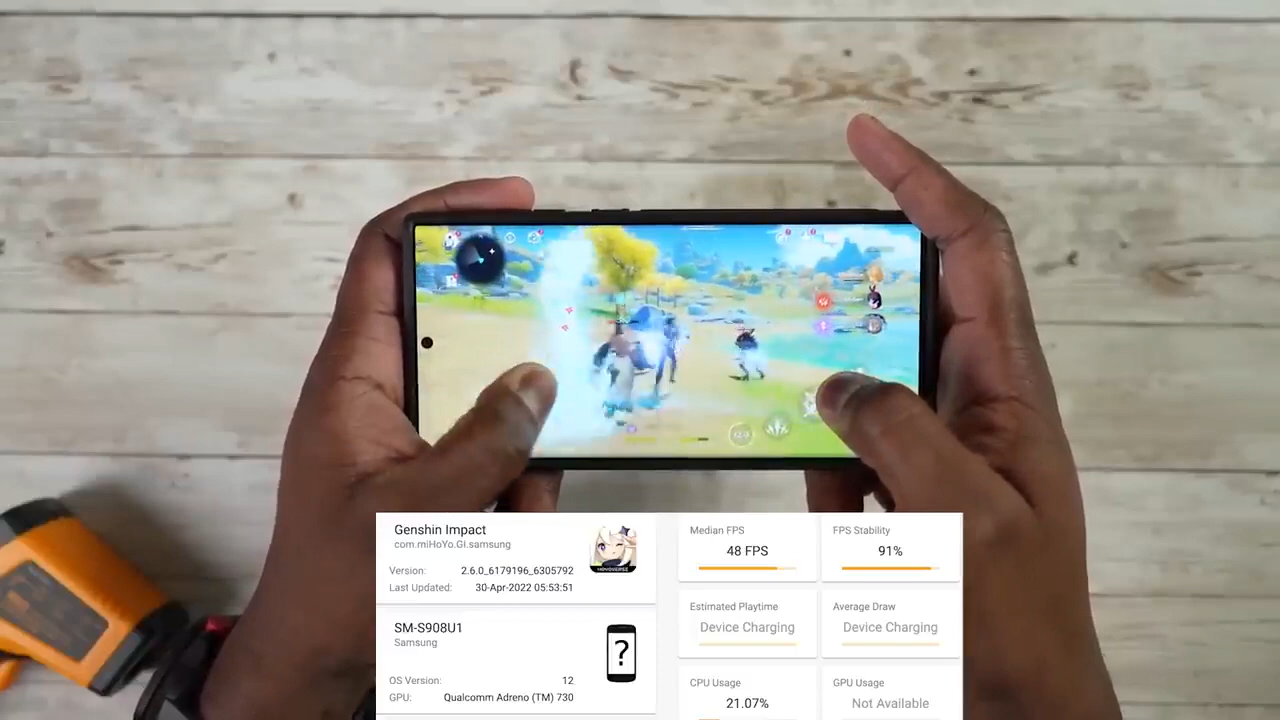 Genshin Impact
com.miHoYo.GI.samsung
Version: 2.6.0_6179196_6305792
Last Updated: 30-Apr-2022 05:53:51
SM-S908U1
Samsung
?
OS Version: 12
GPU: Qualcomm Adreno (TM) 730
Median FPS
48 FPS
FPS Stability
91%
Estimated Playtime
Device Charging
Average Draw
Device Charging
CPU Usage
21.07%
GPU Usage
Not Available